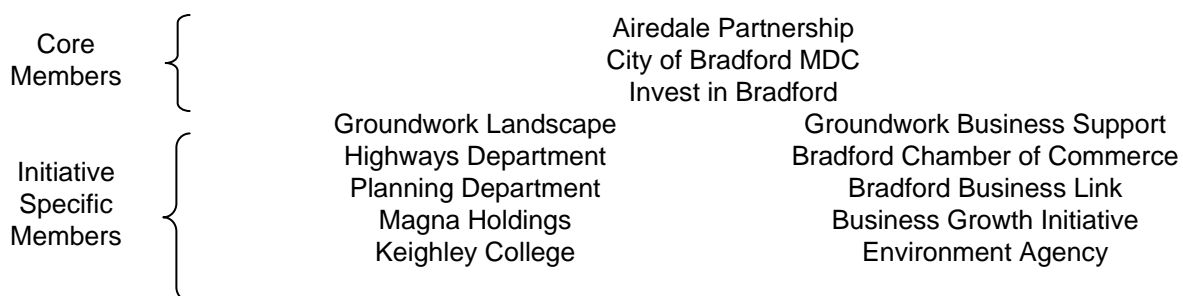 Core
Members
Airedale Partnership
City of Bradford MDC
Invest in Bradford
Initiative
Specific
Members
Groundwork Landscape
Highways Department
Planning Department
Magna Holdings
Keighley College
Groundwork Business Support
Bradford Chamber of Commerce
Bradford Business Link
Business Growth Initiative
Environment Agency